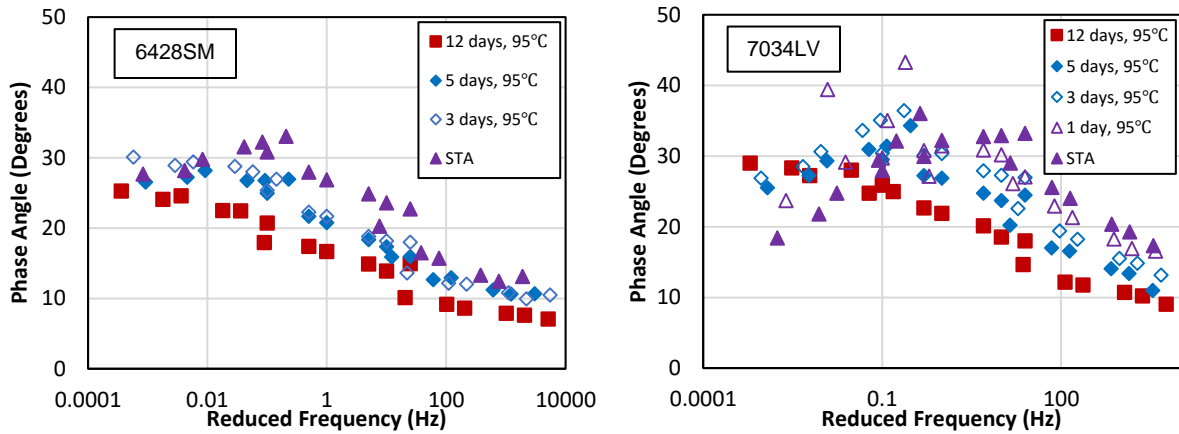 50
40
30
20
10
0
Phase Angle (Degrees)
6428SM
12 days, 95℃
5 days, 95℃
3 days, 95℃
STA
0.0001
0.01
1
100
10000
Reduced Frequency (Hz)
50
40
30
20
10
0
Phase Angle (Degrees)
7034LV
12 days, 95℃
5 days, 95℃
3 days, 95℃
1 day, 95℃
STA
0.0001
0.1
100
Reduced Frequency (Hz)